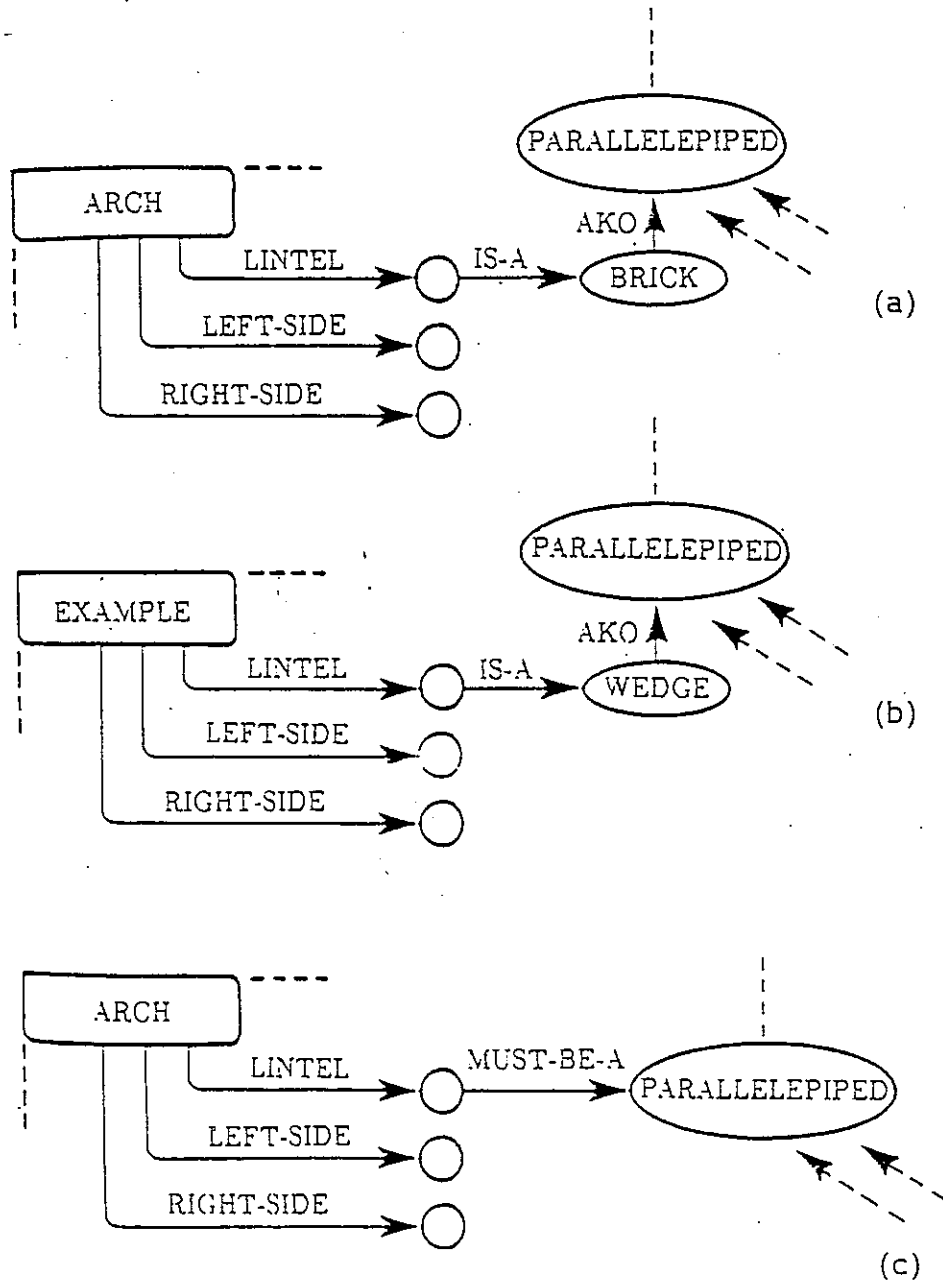 PARALLELEPIPED
ARCH
AKO
LINTEL
IS-A
BRICK
(a)
LEFT-SIDE
RIGHT-SIDE
PARALLELEPIPED
EXAMPLE
AKO
LINTEL
IS-A
WEDGE
(b)
LEFT-SIDE
RIGHT-SIDE
ARCH
LINTEL
MUST-BE-A
PARALLELEPIPED
LEFT-SIDE
RIGHT-SIDE
(c)